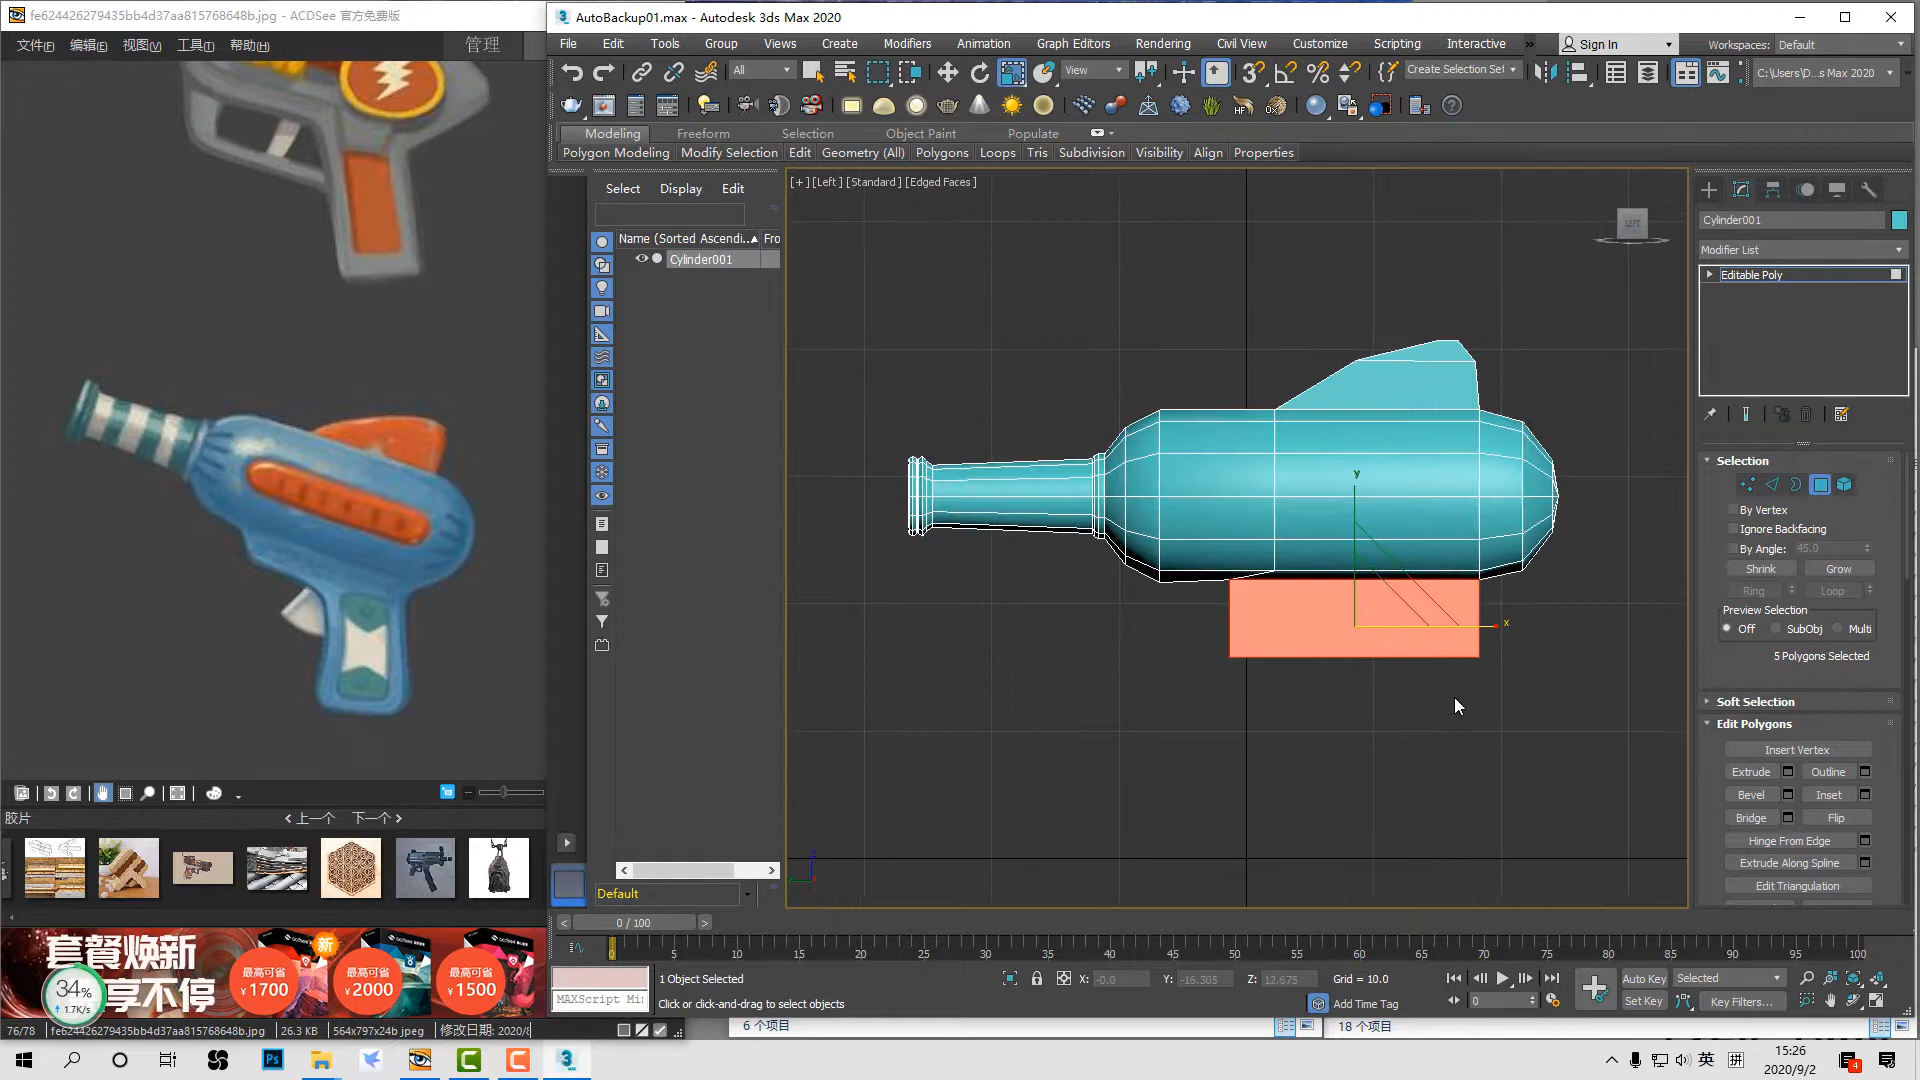 fe624426279435bb4d37aa815768648b.jpg - ACDSee 官方免费版
文件(F) 编辑(E) 视图(V) 工具(T) 帮助(H) 管理
AutoBackup01.max - Autodesk 3ds Max 2020
File Edit Tools Group Views Create Modifiers Animation Graph Editors Rendering Civil View Customize Scripting Interactive
Sign In Workspaces: Default
All View Create Selection Set C:\Users\D...s Max 2020
Modeling Freeform Selection Object Paint Populate
Polygon Modeling Modify Selection Edit Geometry (All) Polygons Loops Tris Subdivision Visibility Align Properties
Select Display Edit
Name (Sorted Ascendi... Fro
Cylinder001
[+] [Left] [Standard] [Edged Faces]
LEFT
y
x
Cylinder001
Modifier List
Editable Poly
Selection
By Vertex
Ignore Backfacing
By Angle: 45.0
Shrink Grow
Ring Loop
Preview Selection
Off SubObj Multi
5 Polygons Selected
Soft Selection
Edit Polygons
Insert Vertex
Extrude Outline
Bevel Inset
Bridge Flip
Hinge From Edge
Extrude Along Spline
Edit Triangulation
胶片 上一个 下一个
Default
0 / 100
0 5 10 15 20 25 30 35 40 45 50 55 60 65 70 75 80 85 90 95 100
套餐焕新
享不停
新
最高可省 ¥1700
最高可省 ¥2000
最高可省 ¥1500
34%
1.7K/s
76/78 fe624426279435bb4d37aa815768648b.jpg 26.3 KB 564x797x24b jpeg 修改日期: 2020/
MAXScript Mi
1 Object Selected
Click or click-and-drag to select objects
X: -0.0 Y: -16.305 Z: 12.675 Grid = 10.0
Add Time Tag
0
Auto Key Selected
Set Key Key Filters...
6 个项目
18 个项目
Ps
3
英
拼
15:26
2020/9/2
4